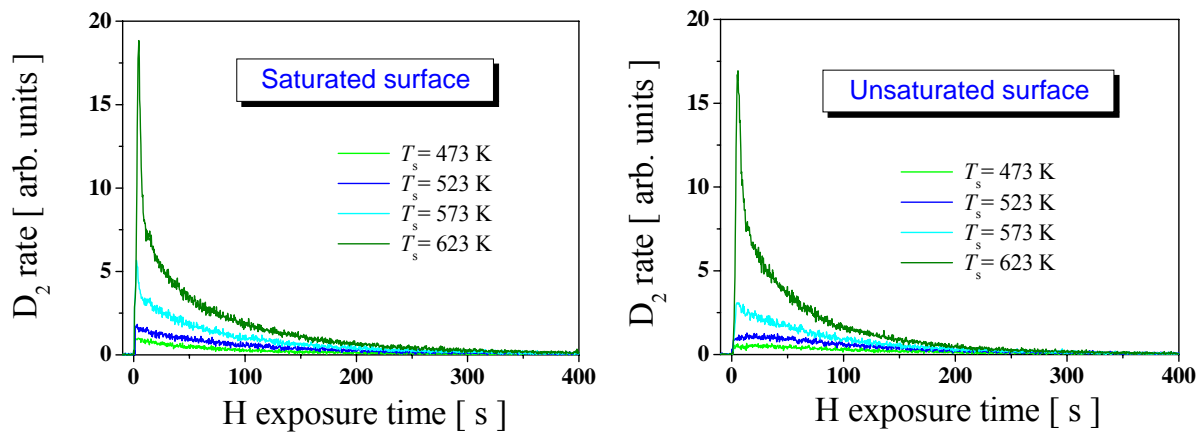 20
15
10
5
0
D₂ rate [ arb. units ]
Saturated surface
Tₛ= 473 K
Tₛ= 523 K
Tₛ= 573 K
Tₛ= 623 K
0 100 200 300 400
H exposure time [ s ]
20
15
10
5
0
D₂ rate [ arb. units ]
Unsaturated surface
Tₛ= 473 K
Tₛ= 523 K
Tₛ= 573 K
Tₛ= 623 K
0 100 200 300 400
H exposure time [ s ]